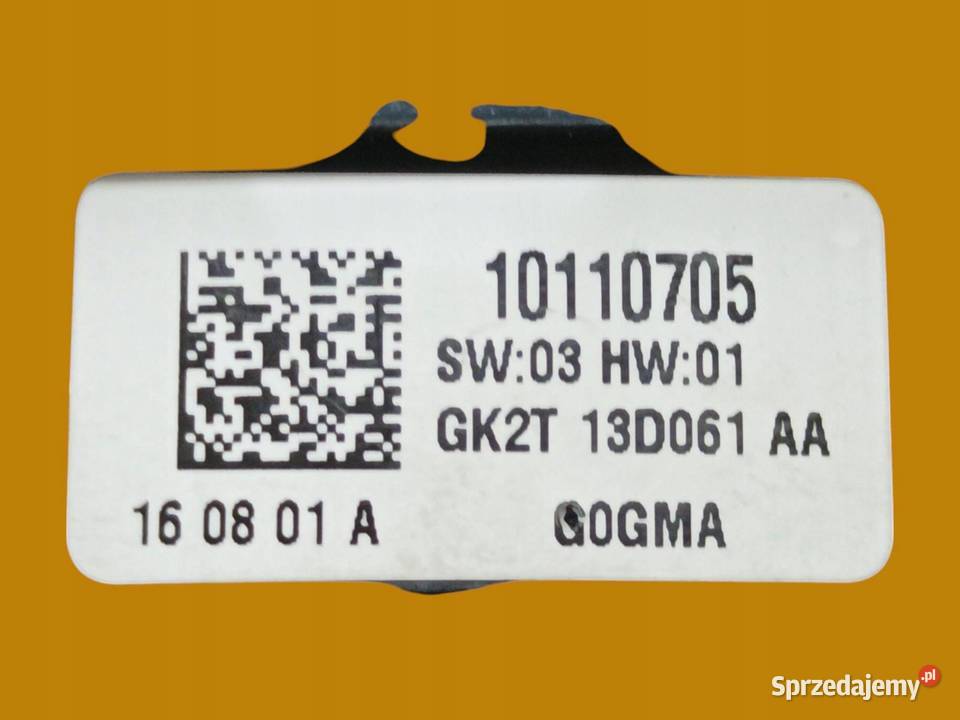 10110705
SW:03 HW:01
GK2T 13D061 AA
16 08 01 A
G0GMA
Sprzedajemy.pl